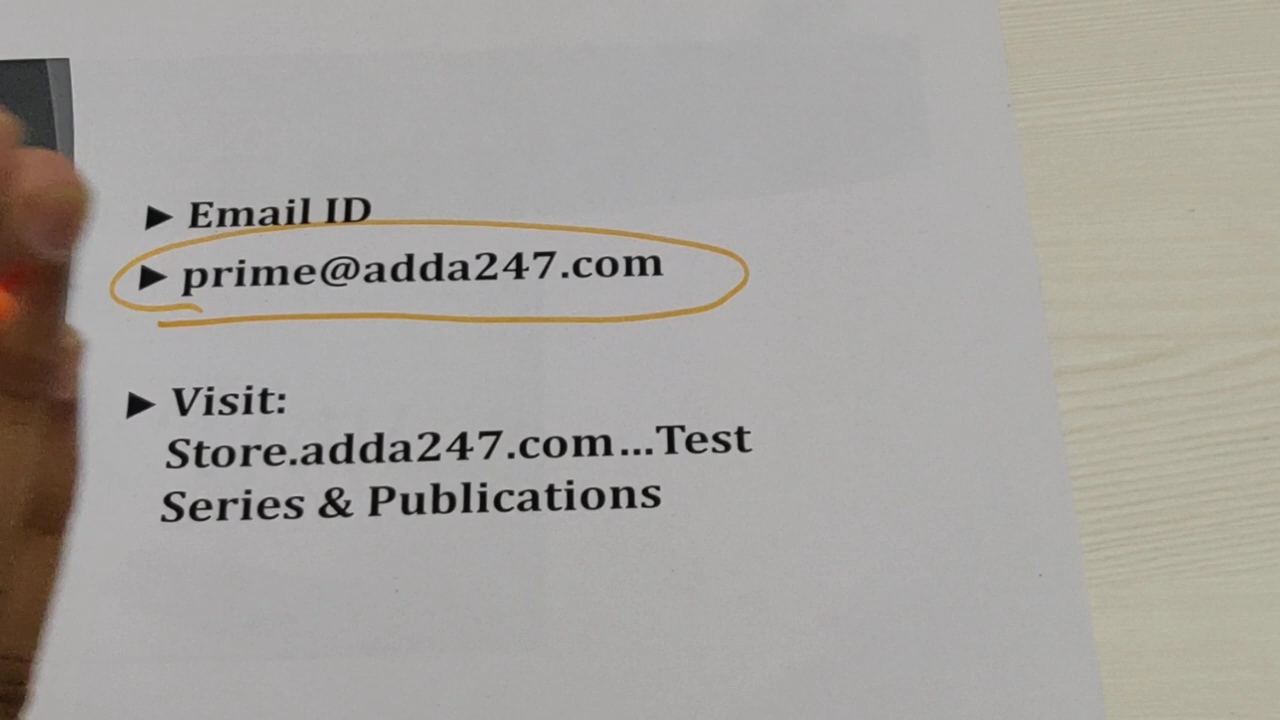 ▶ Email ID
▶ prime@adda247.com
▶ Visit:
Store.adda247.com...Test
Series & Publications